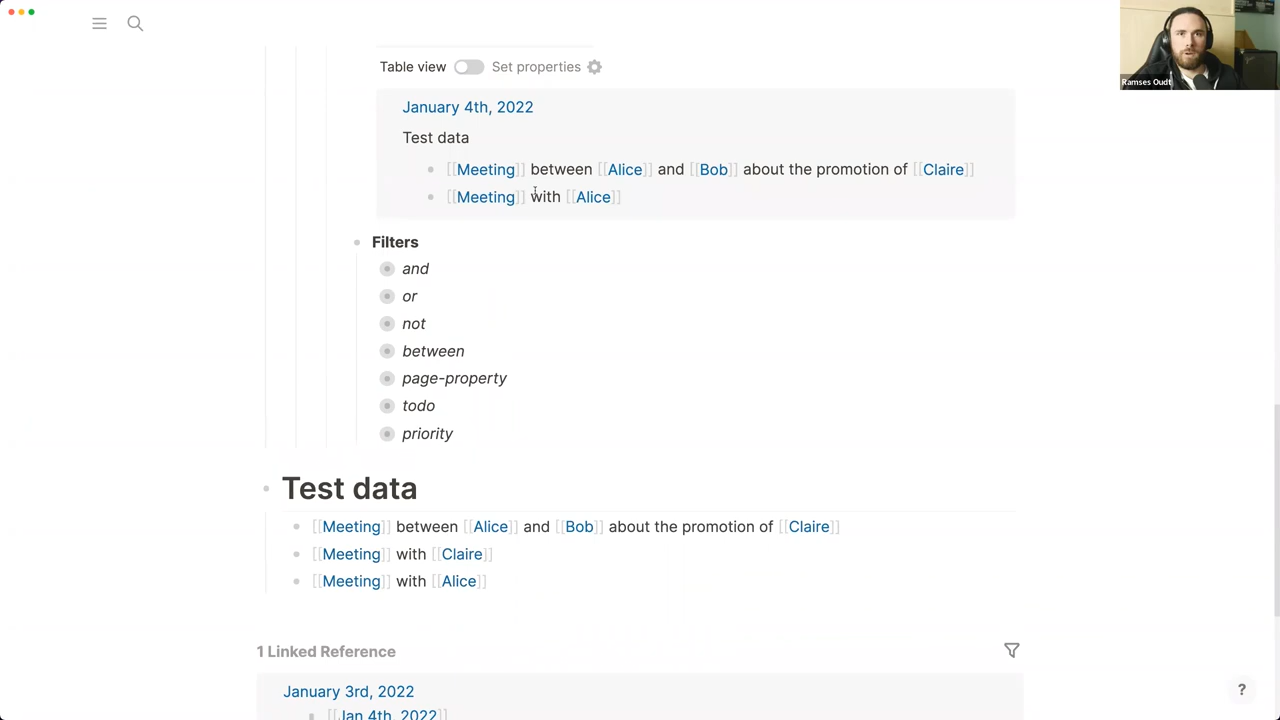 Ramses Oudt
Table view Set properties
January 4th, 2022
Test data
[[Meeting]] between [[Alice]] and [[Bob]] about the promotion of [[Claire]]
[[Meeting]] with [[Alice]]
Filters
and
or
not
between
page-property
todo
priority
Test data
[[Meeting]] between [[Alice]] and [[Bob]] about the promotion of [[Claire]]
[[Meeting]] with [[Claire]]
[[Meeting]] with [[Alice]]
1 Linked Reference
January 3rd, 2022
[[Jan 4th, 2022]]
?